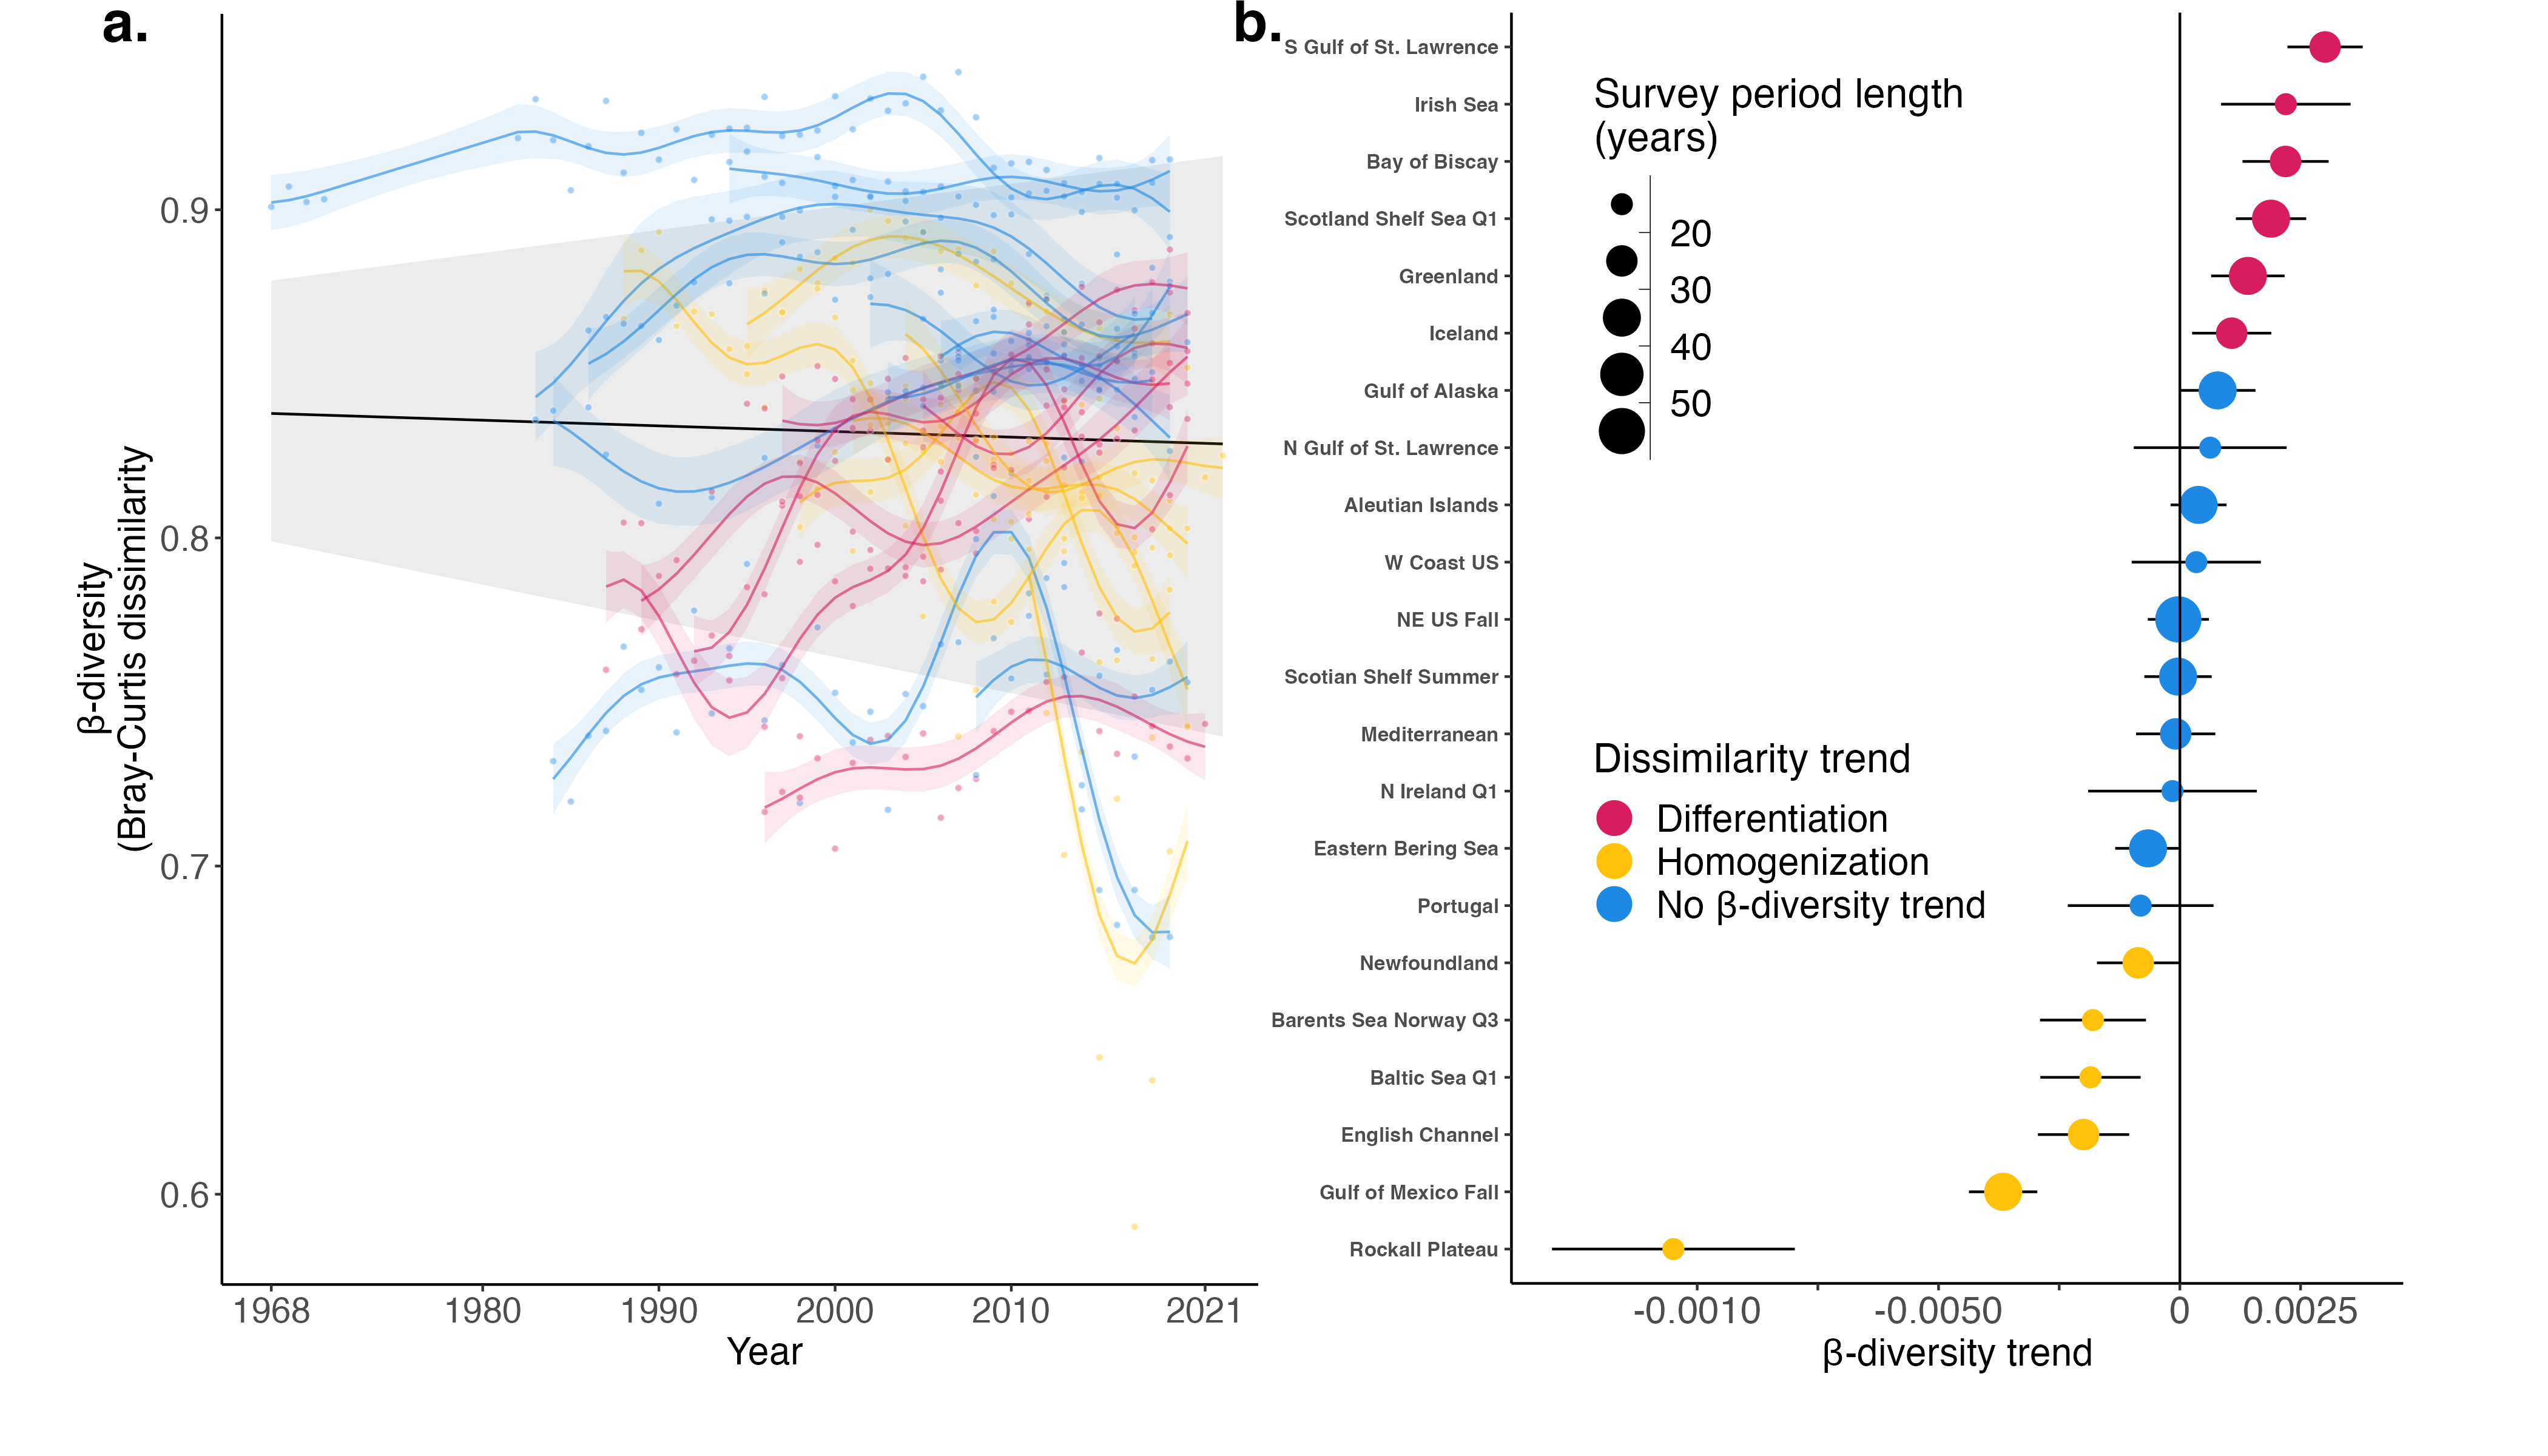 a.
0.9
0.8
0.7
0.6
β-diversity
(Bray-Curtis dissimilarity
1968
1980
1990
2000
2010
2021
Year
b.
S Gulf of St. Lawrence
Irish Sea
Bay of Biscay
Scotland Shelf Sea Q1
Greenland
Iceland
Gulf of Alaska
N Gulf of St. Lawrence
Aleutian Islands
W Coast US
NE US Fall
Scotian Shelf Summer
Mediterranean
N Ireland Q1
Eastern Bering Sea
Portugal
Newfoundland
Barents Sea Norway Q3
Baltic Sea Q1
English Channel
Gulf of Mexico Fall
Rockall Plateau
Survey period length
(years)
20
30
40
50
Dissimilarity trend
Differentiation
Homogenization
No β-diversity trend
-0.0010
-0.0050
0
0.0025
β-diversity trend